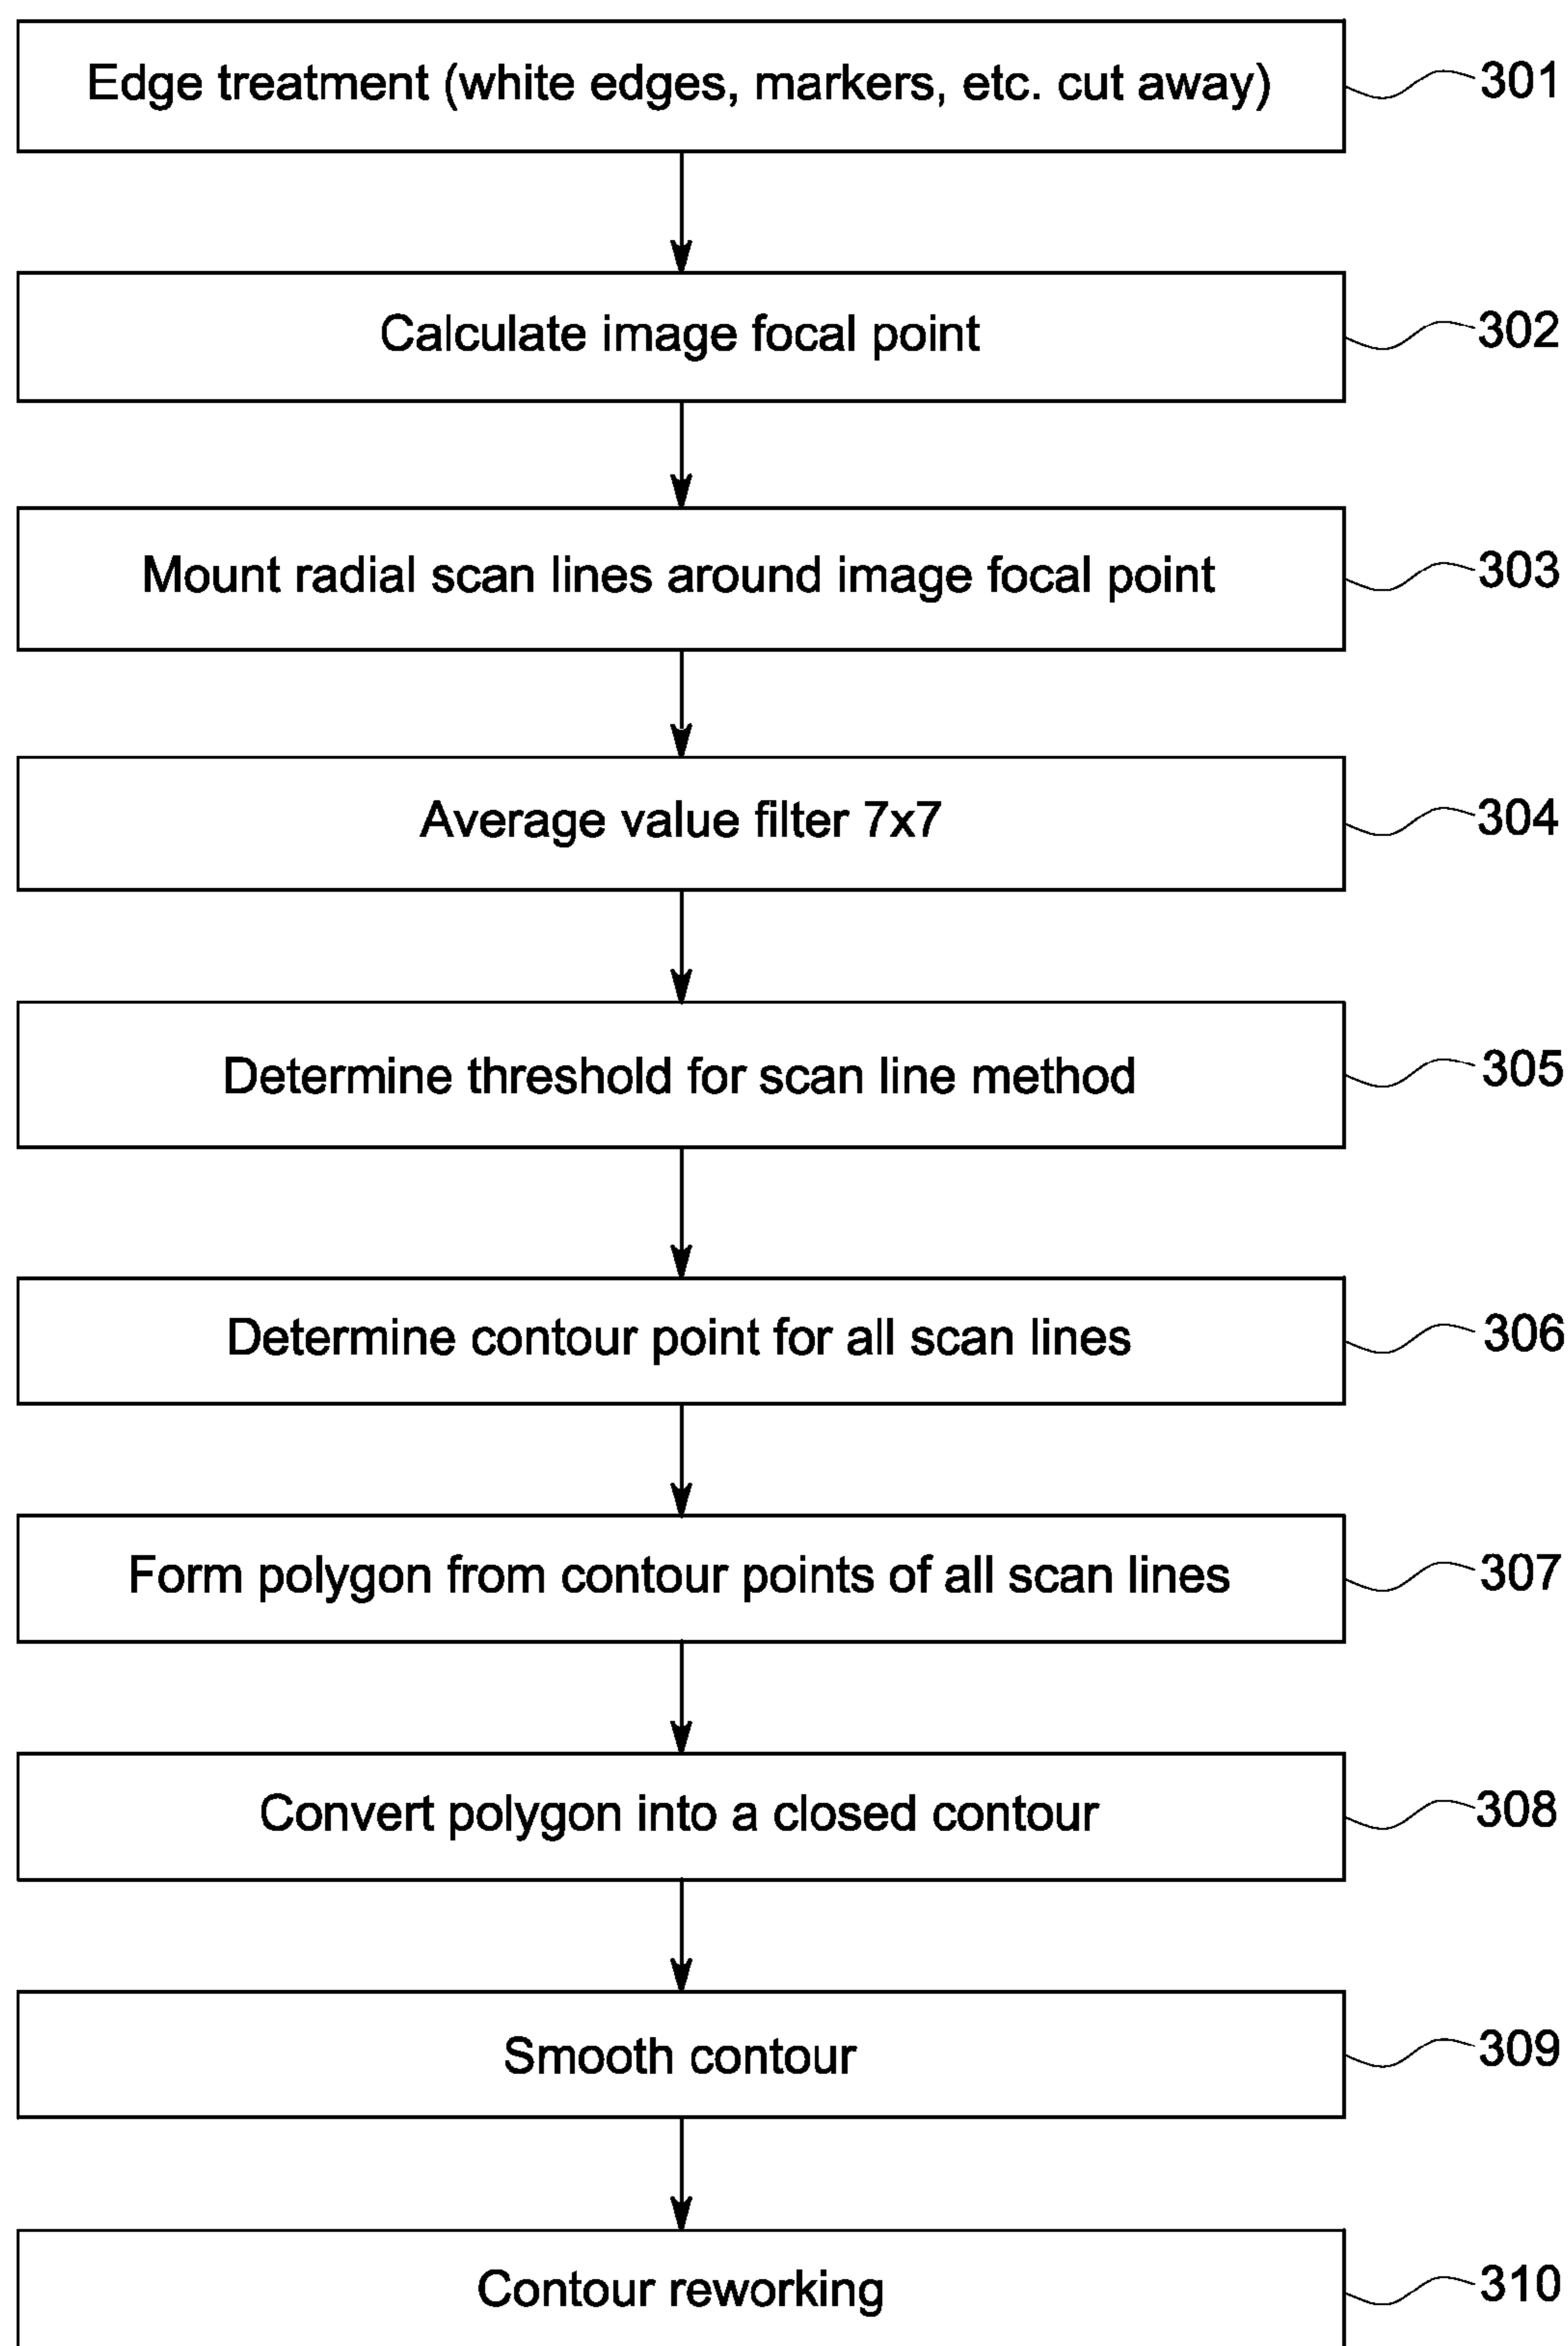 Edge treatment (white edges, markers, etc. cut away)
301
Calculate image focal point
302
Mount radial scan lines around image focal point
303
Average value filter 7x7
304
Determine threshold for scan line method
305
Determine contour point for all scan lines
306
Form polygon from contour points of all scan lines
307
Convert polygon into a closed contour
308
Smooth contour
309
Contour reworking
310